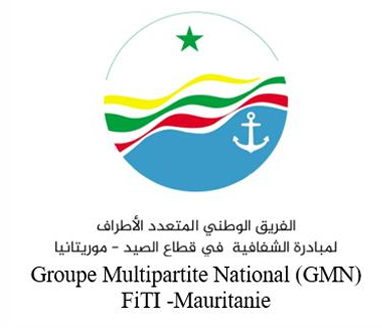 الفريق الوطني المتعدد الأطراف
لمبادرة الشفافية في قطاع الصيد - موريتانيا
Groupe Multipartite National (GMN)
FiTI -Mauritanie